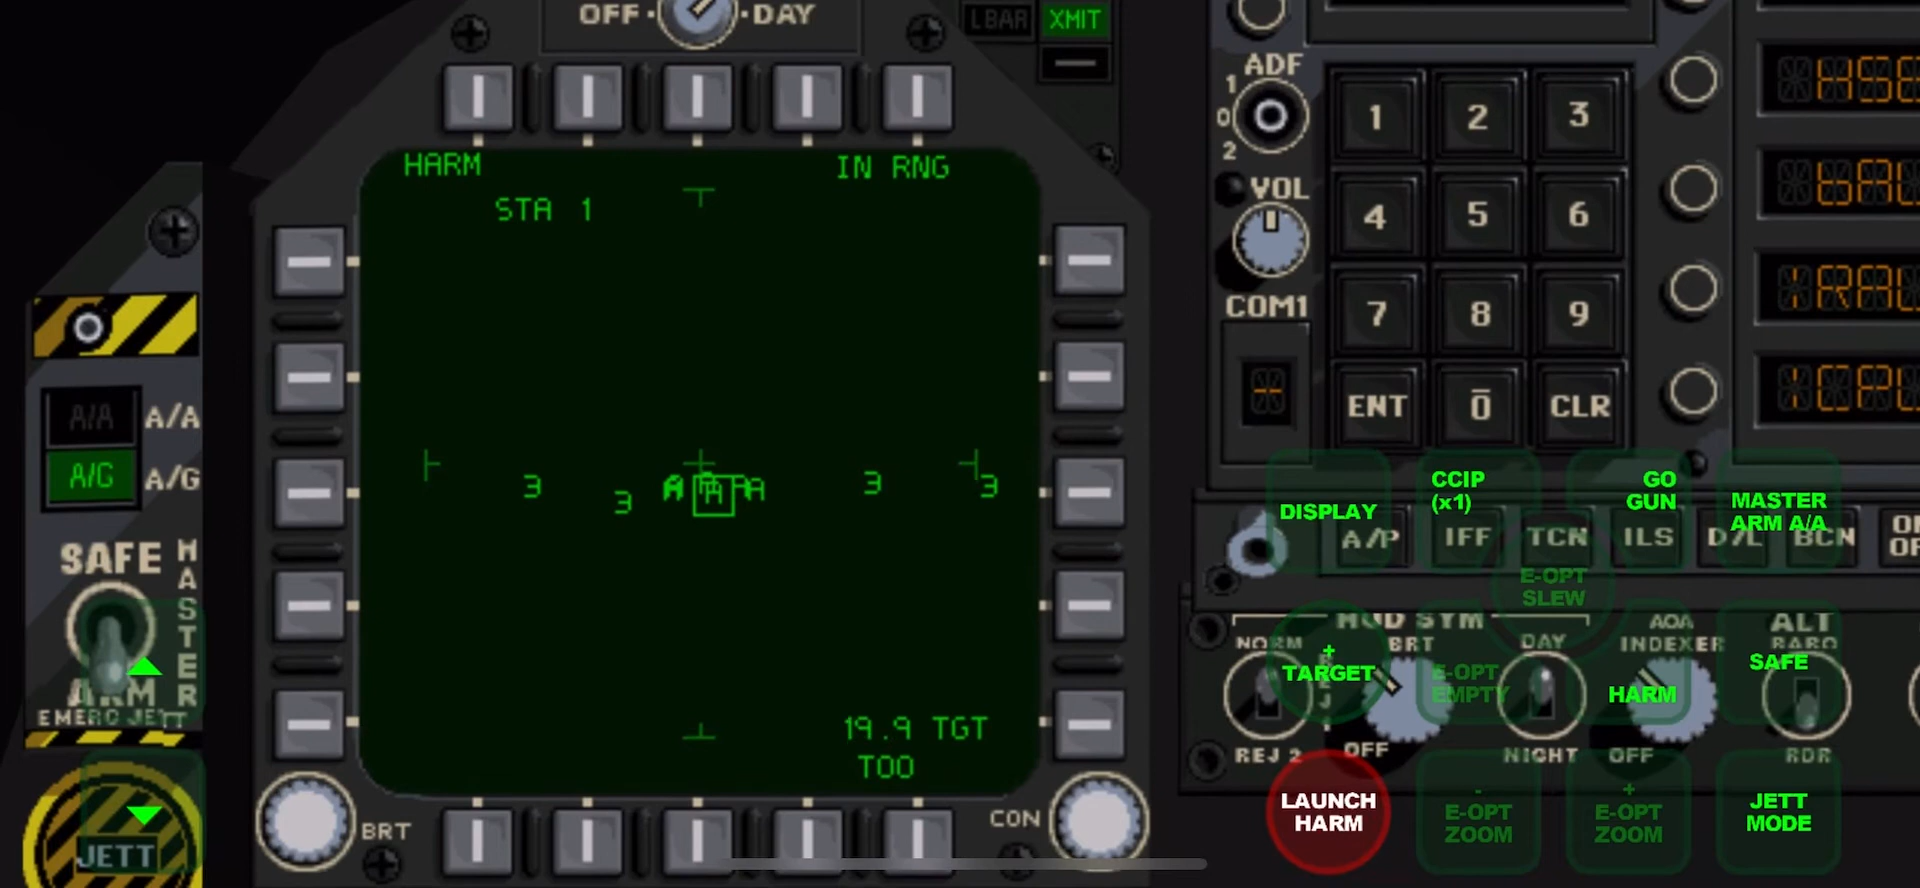 OFF · DAY
LBAR
XMIT
HARM
IN RNG
STA 1
3
3
A
A
A
3
3
19.9 TGT
TOO
A/A
A/A
A/G
A/G
SAFE
MASTER
ARM
EMERG JETT
JETT
BRT
CON
ADF
1
0
2
VOL
COM1
1
2
3
4
5
6
7
8
9
ENT
0
CLR
DISPLAY
CCIP
(x1)
GO
GUN
MASTER
ARM A/A
A/P
IFF
TCN
ILS
D/L
BCN
E-OPT
SLEW
NORM
BRT
DAY
AOA
INDEXER
ALT
BARO
+
TARGET
E-OPT
EMPTY
HARM
SAFE
REJ 2
OFF
NIGHT
OFF
RDR
LAUNCH
HARM
-
E-OPT
ZOOM
+
E-OPT
ZOOM
JETT
MODE